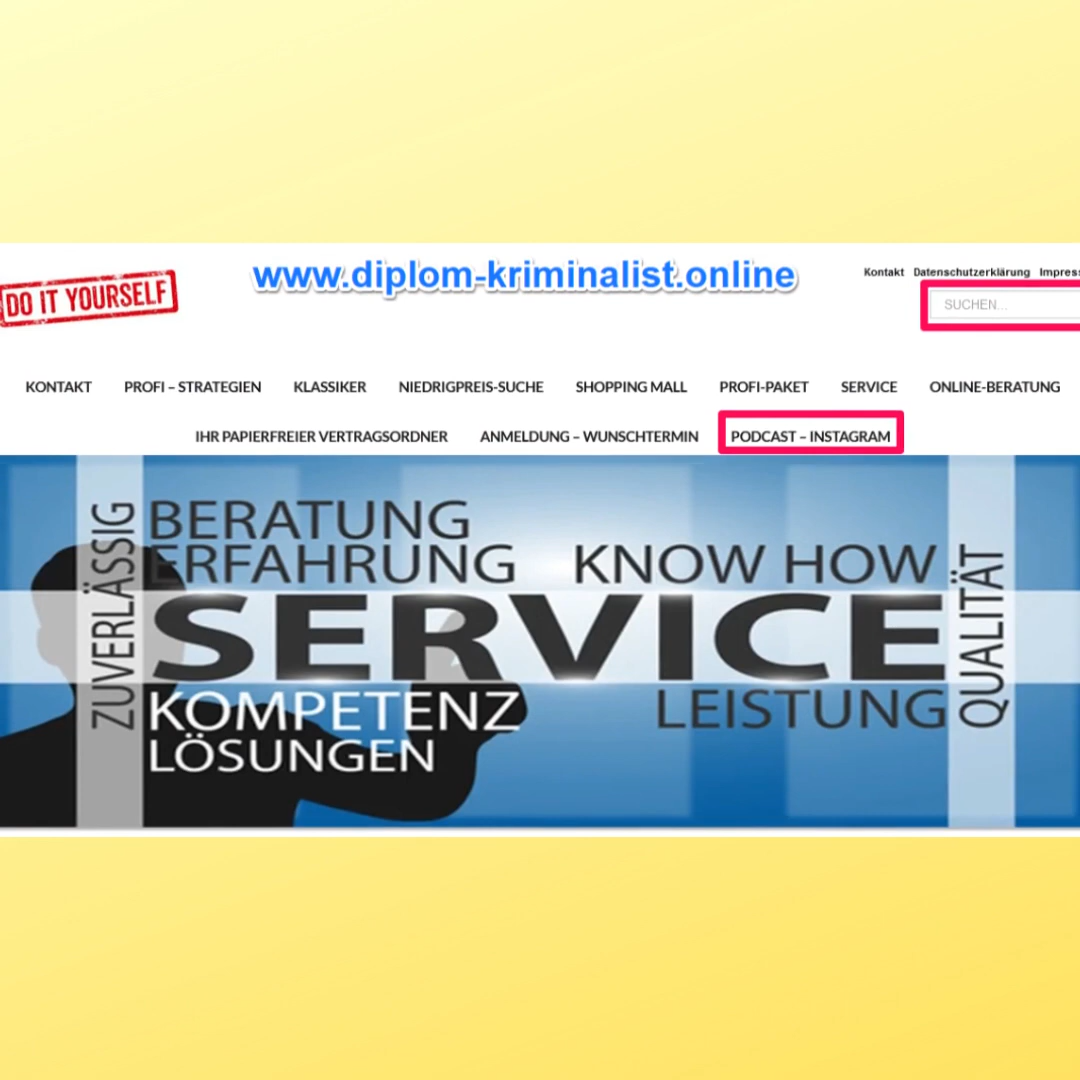 www.diplom-kriminalist.online
Kontakt Datenschutzerklärung
DO IT YOURSELF
SUCHEN...
KONTAKT PROFI – STRATEGIEN KLASSIKER NIEDRIGPREIS-SUCHE SHOPPING MALL PROFI-PAKET SERVICE ONLINE-BERATUNG
IHR PAPIERFREIER VERTRAGSORDNER ANMELDUNG – WUNSCHTERMIN PODCAST – INSTAGRAM
ZUVERLÄSSIG
BERATUNG
ERFAHRUNG KNOW HOW
SERVICE
KOMPETENZ LEISTUNG
LÖSUNGEN
QUALITÄT